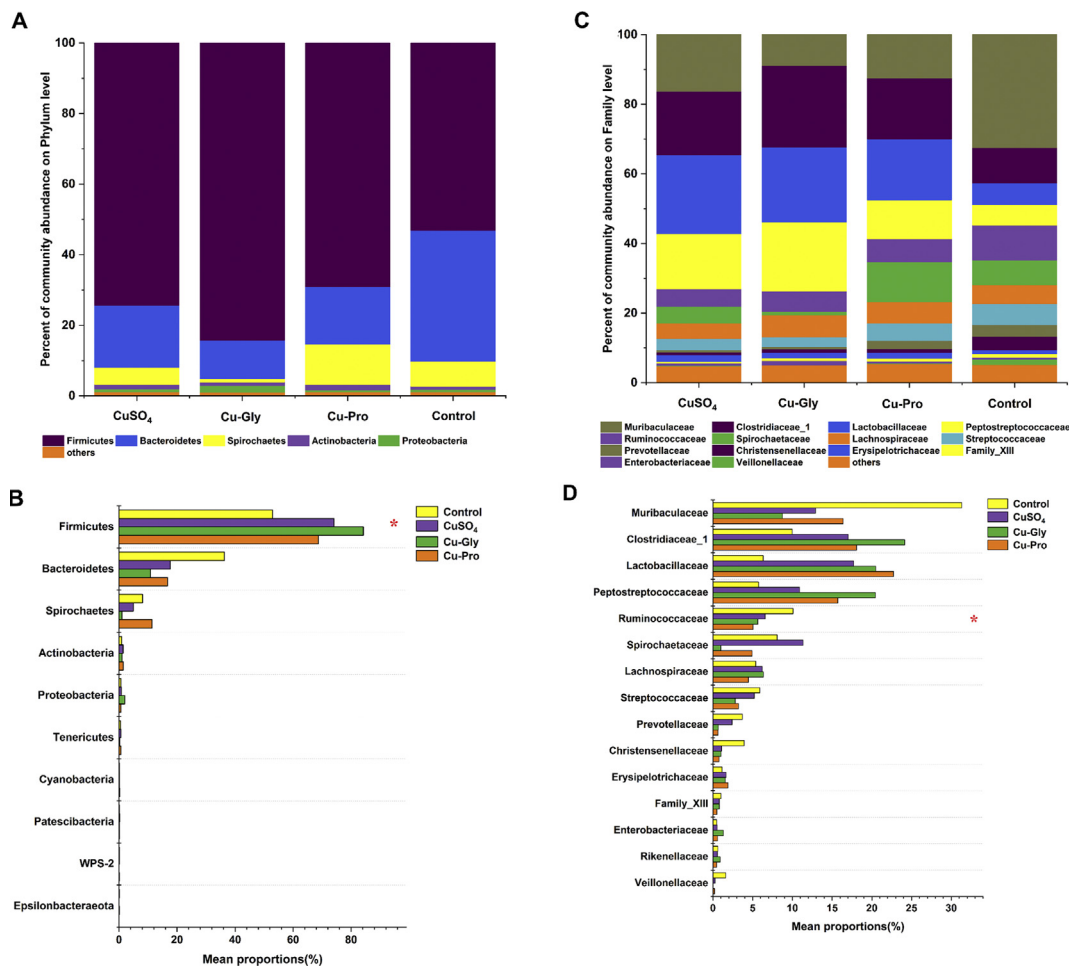 A
Percent of community abundance on Phylum level
100
80
60
40
20
0
CuSO4
Cu-Gly
Cu-Pro
Control
Firmicutes
Bacteroidetes
Spirochaetes
Actinobacteria
Proteobacteria
others
B
Firmicutes
Bacteroidetes
Spirochaetes
Actinobacteria
Proteobacteria
Tenericutes
Cyanobacteria
Patescibacteria
WPS-2
Epsilonbacteraeota
Control
CuSO4
Cu-Gly
Cu-Pro
*
0
20
40
60
80
Mean proportions(%)
C
Percent of community abundance on Family level
100
80
60
40
20
0
CuSO4
Cu-Gly
Cu-Pro
Control
Muribaculaceae
Clostridiaceae_1
Lactobacillaceae
Peptostreptococcaceae
Ruminococcaceae
Spirochaetaceae
Lachnospiraceae
Streptococcaceae
Prevotellaceae
Christensenellaceae
Erysipelotrichaceae
Family_XIII
Enterobacteriaceae
Veillonellaceae
others
D
Muribaculaceae
Clostridiaceae_1
Lactobacillaceae
Peptostreptococcaceae
Ruminococcaceae
Spirochaetaceae
Lachnospiraceae
Streptococcaceae
Prevotellaceae
Christensenellaceae
Erysipelotrichaceae
Family_XIII
Enterobacteriaceae
Rikenellaceae
Veillonellaceae
Control
CuSO4
Cu-Gly
Cu-Pro
*
0
5
10
15
20
25
30
Mean proportions(%)